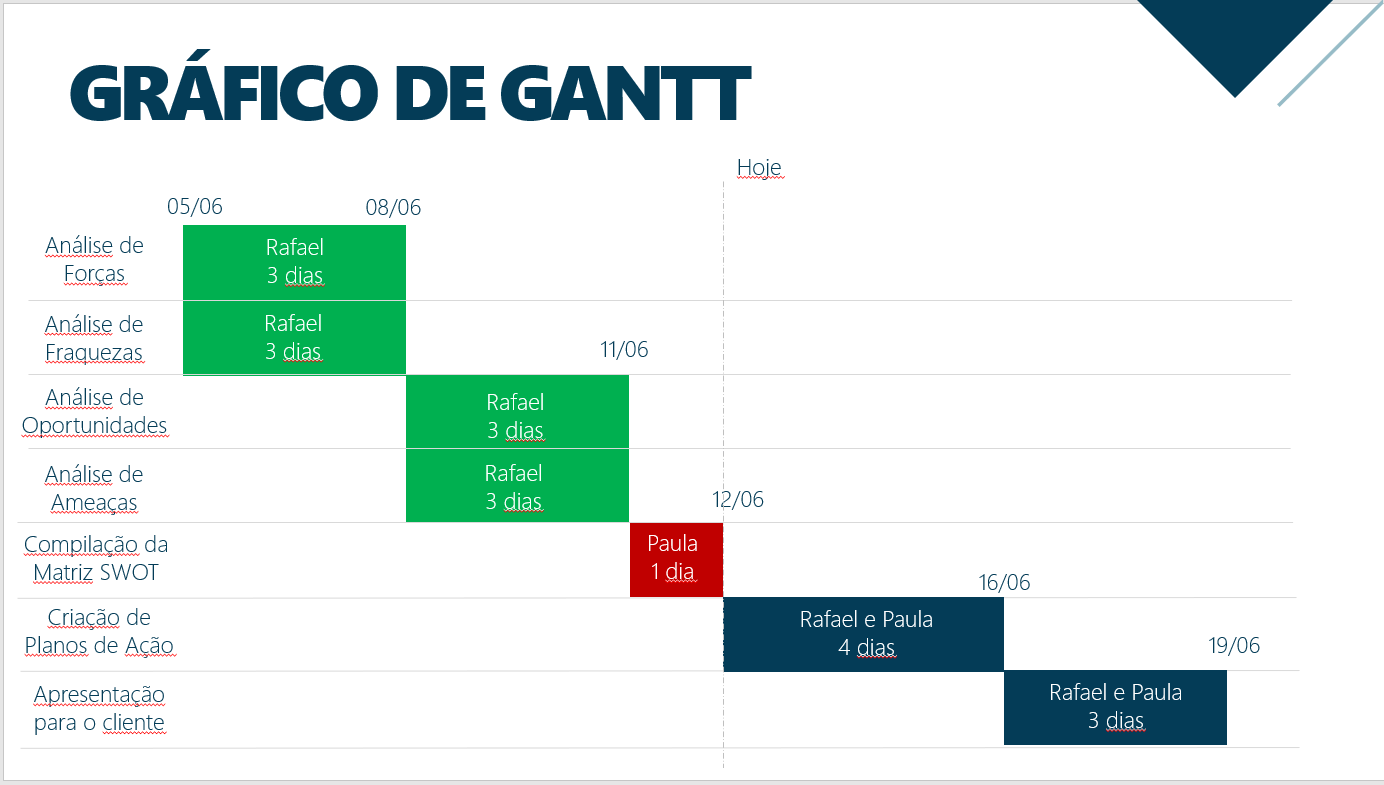 GRÁFICO DE GANTT
Hoje
05/06
08/06
Análise de
Forças
Rafael
3 dias
Análise de
Fraquezas
Rafael
3 dias
11/06
Análise de
Oportunidades
Rafael
3 dias
Análise de
Ameaças
Rafael
3 dias
12/06
Compilação da
Matriz SWOT
Paula
1 dia
16/06
Criação de
Planos de Ação
Rafael e Paula
4 dias
19/06
Apresentação
para o cliente
Rafael e Paula
3 dias